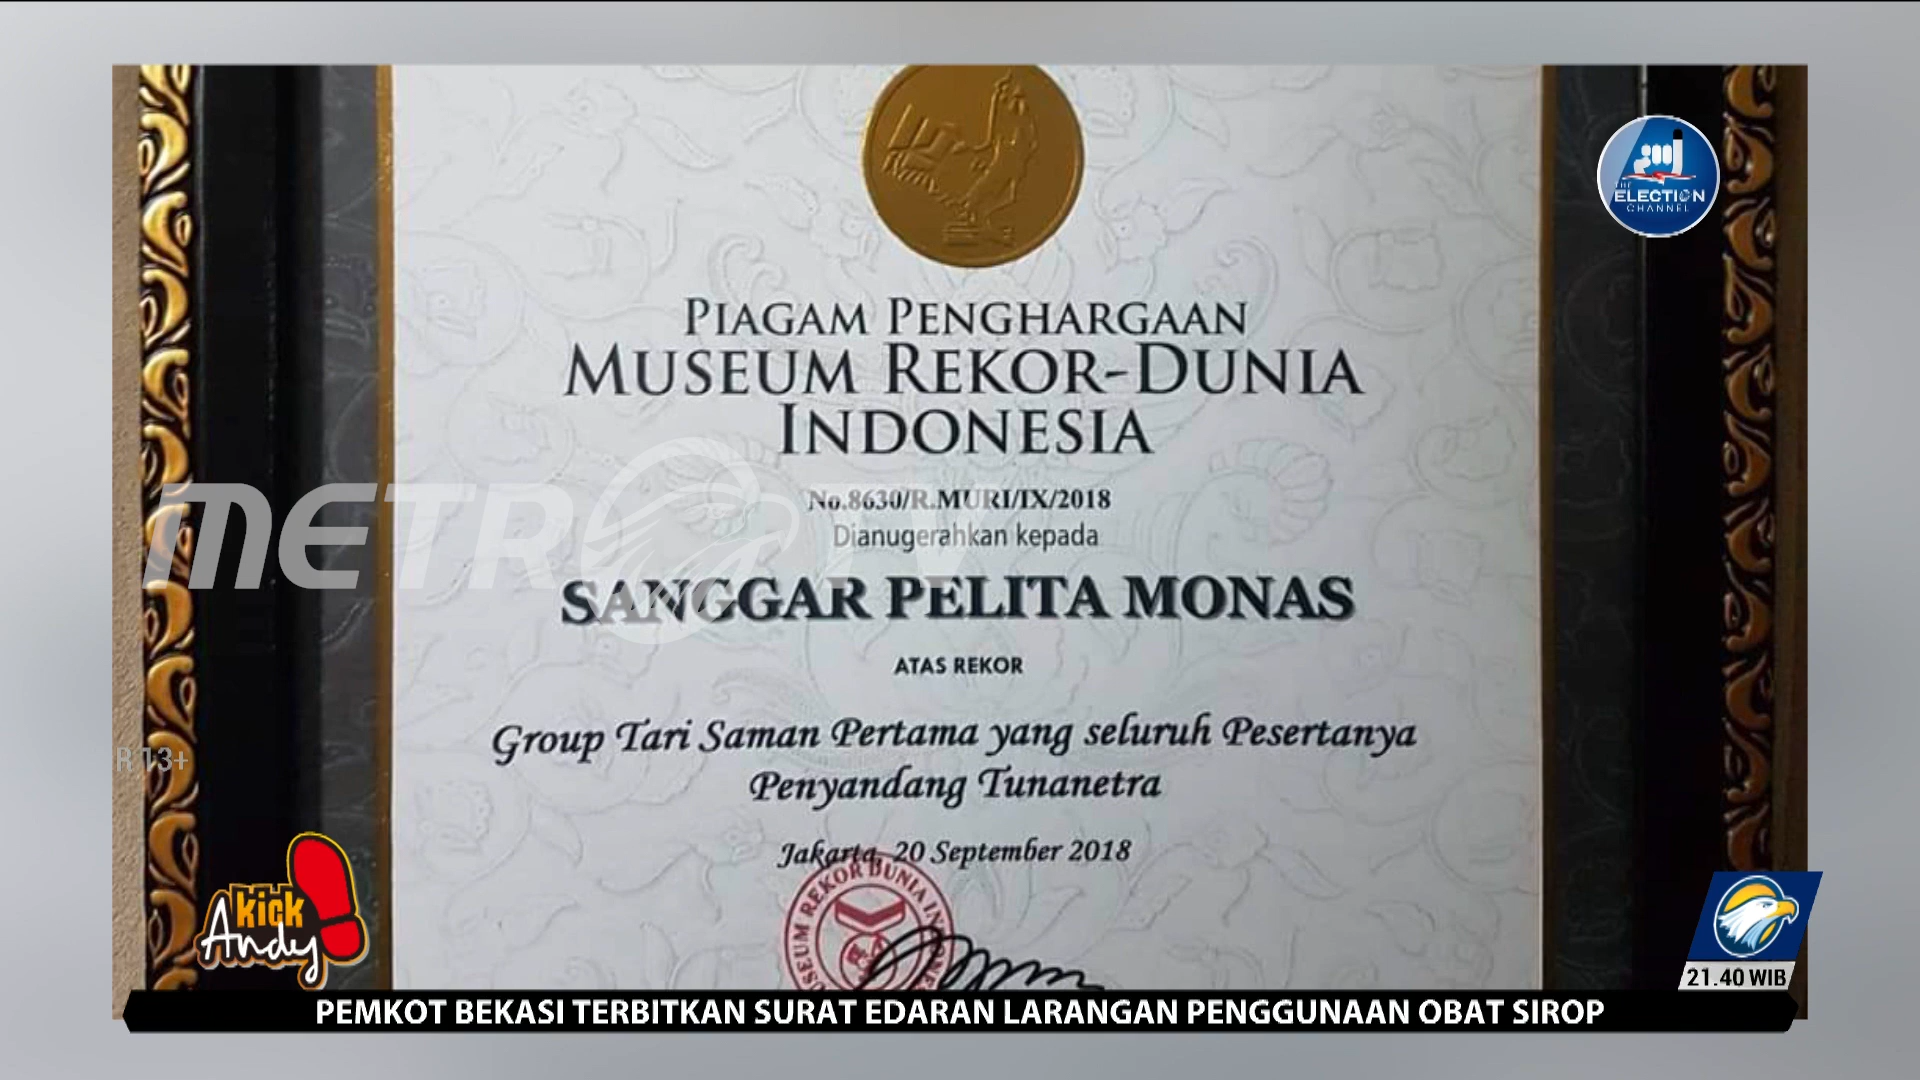 THE
ELECTION
CHANNEL
PIAGAM PENGHARGAAN
MUSEUM REKOR-DUNIA
INDONESIA
No.8630/R.MURI/IX/2018
Dianugerahkan kepada
METRO TV
SANGGAR PELITA MONAS
ATAS REKOR
Group Tari Saman Pertama yang seluruh Pesertanya
Penyandang Tunanetra
R 13+
Jakarta, 20 September 2018
MUSEUM REKOR DUNIA INDONESIA
kick
Andy
21.40 WIB
PEMKOT BEKASI TERBITKAN SURAT EDARAN LARANGAN PENGGUNAAN OBAT SIROP